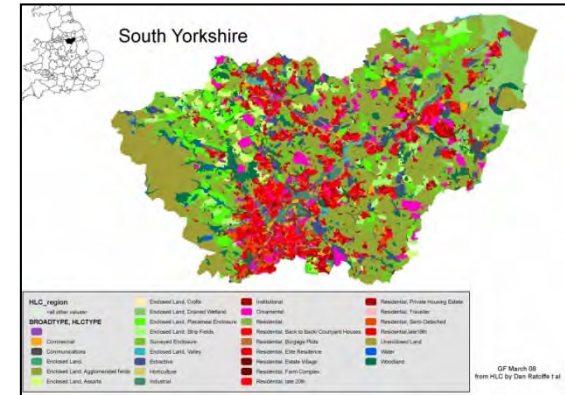 South Yorkshire
HLC_region
<all other values>
BROADTYPE, HLCTYPE
Commercial
Communications
Enclosed Land,
Enclosed Land, Agglomerated fields
Enclosed Land, Assarts
Enclosed Land, Crofts
Enclosed Land, Drained Wetland
Enclosed Land, Piecemeal Enclosure
Enclosed Land, Strip Fields
Surveyed Enclosure
Enclosed Land, Valley
Extractive
Horticulture
Industrial
Institutional
Ornamental
Residential
Residential, Back to Back/ Courtyard Houses
Residential, Burgage Plots
Residential, Elite Residence
Residential, Estate Village
Residential, Farm Complex
Residential, late 20th
Residential, Private Housing Estate
Residential, Traveller
Residential, Semi-Detached
Residential,late19th
Unenclosed Land
Water
Woodland
GF March 08
from HLC by Dan Ratcliffe t al